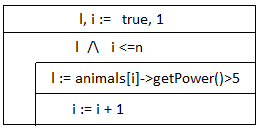 l, i := true, 1
l /\ i <=n
l := animals[i]->getPower()>5
i := i + 1